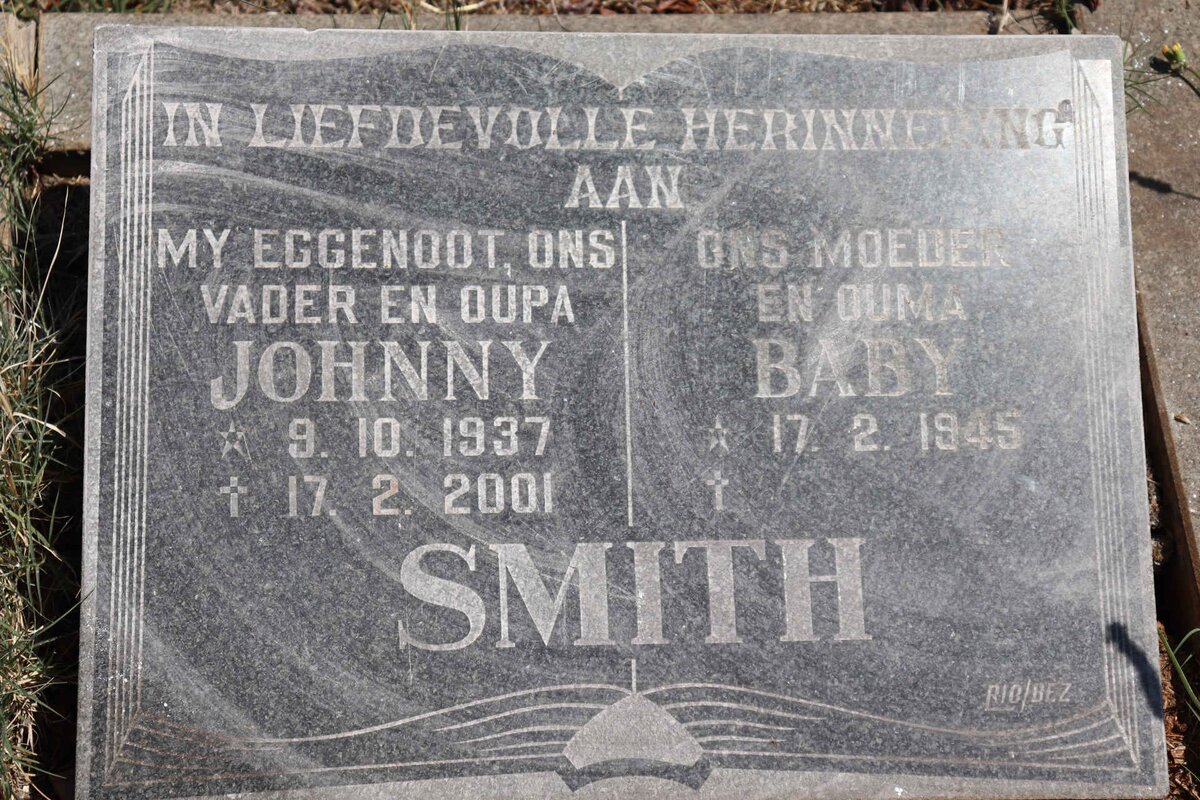 IN LIEFDEVOLLE HERINNERING
AAN
MY EGGENOOT, ONS
VADER EN OUPA
JOHNNY
9. 10. 1937
17. 2. 2001
ONS MOEDER
EN OUMA
BABY
17. 2. 1945
SMITH
RIO/BEZ